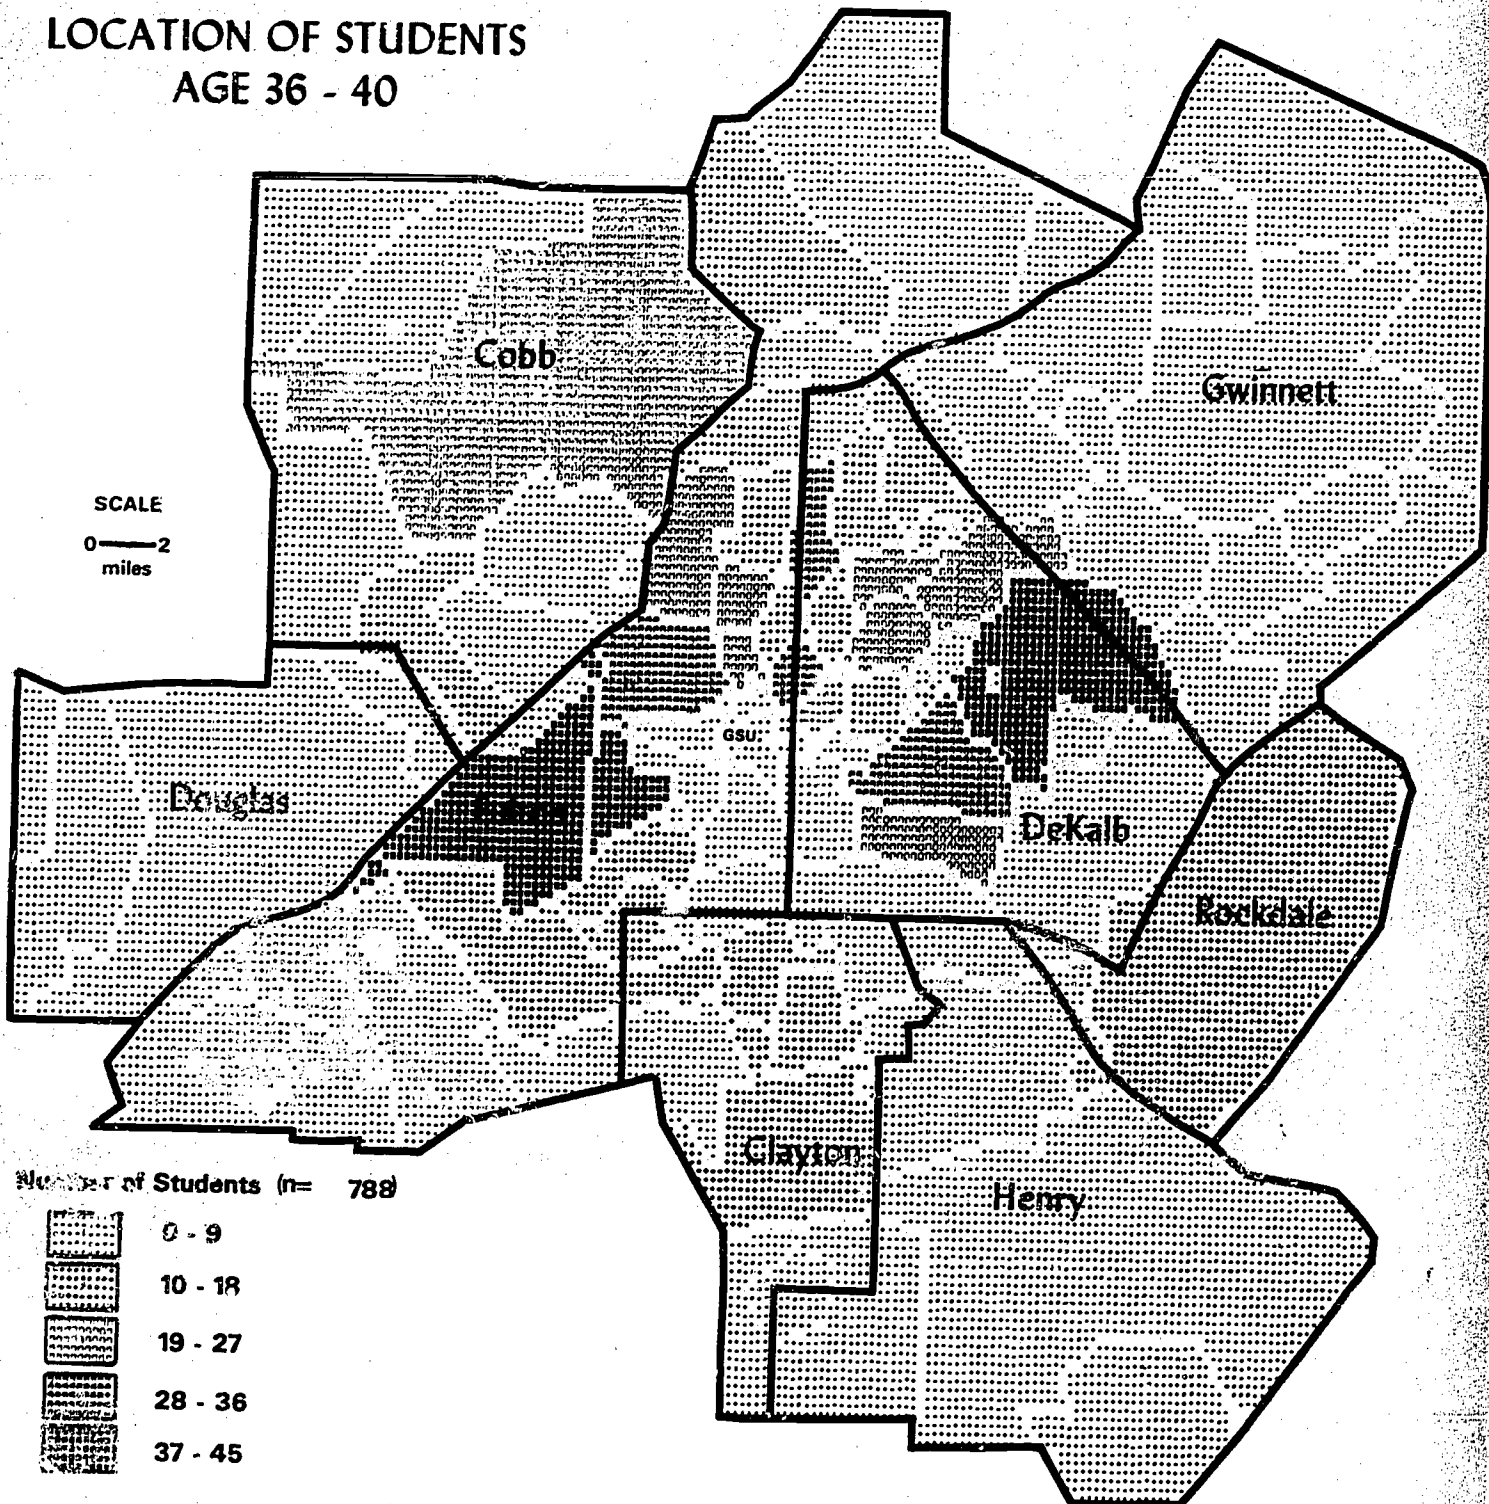 LOCATION OF STUDENTS
AGE 36 - 40
Cobb
Gwinnett
SCALE
0 2
miles
GSU
Douglas
DeKalb
Rockdale
Clayton
Henry
of Students (n= 788)
0 - 9
10 - 18
19 - 27
28 - 36
37 - 45